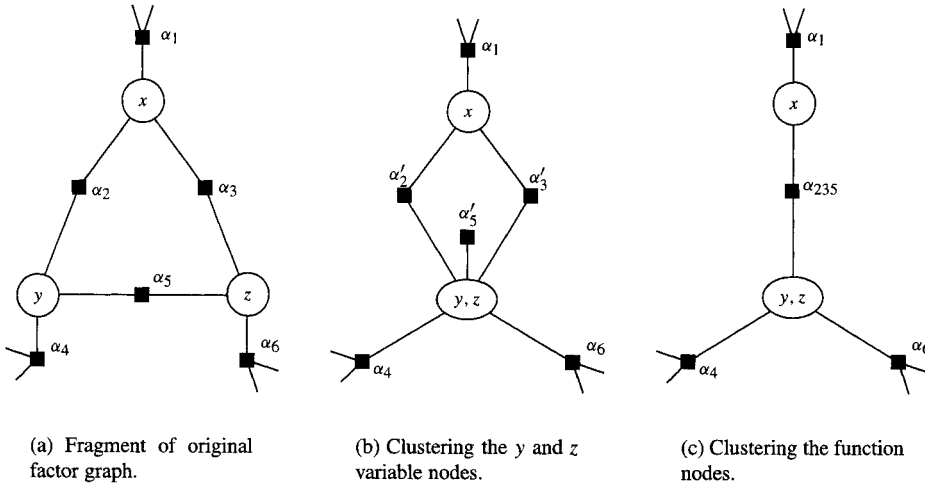 α₁
x
α₂
α₃
y
α₅
z
α₄
α₆
(a) Fragment of original
factor graph.
α₁
x
α′₂
α′₃
α′₅
y, z
α₄
α₆
(b) Clustering the y and z
variable nodes.
α₁
x
α₂₃₅
y, z
α₄
α₆
(c) Clustering the function
nodes.